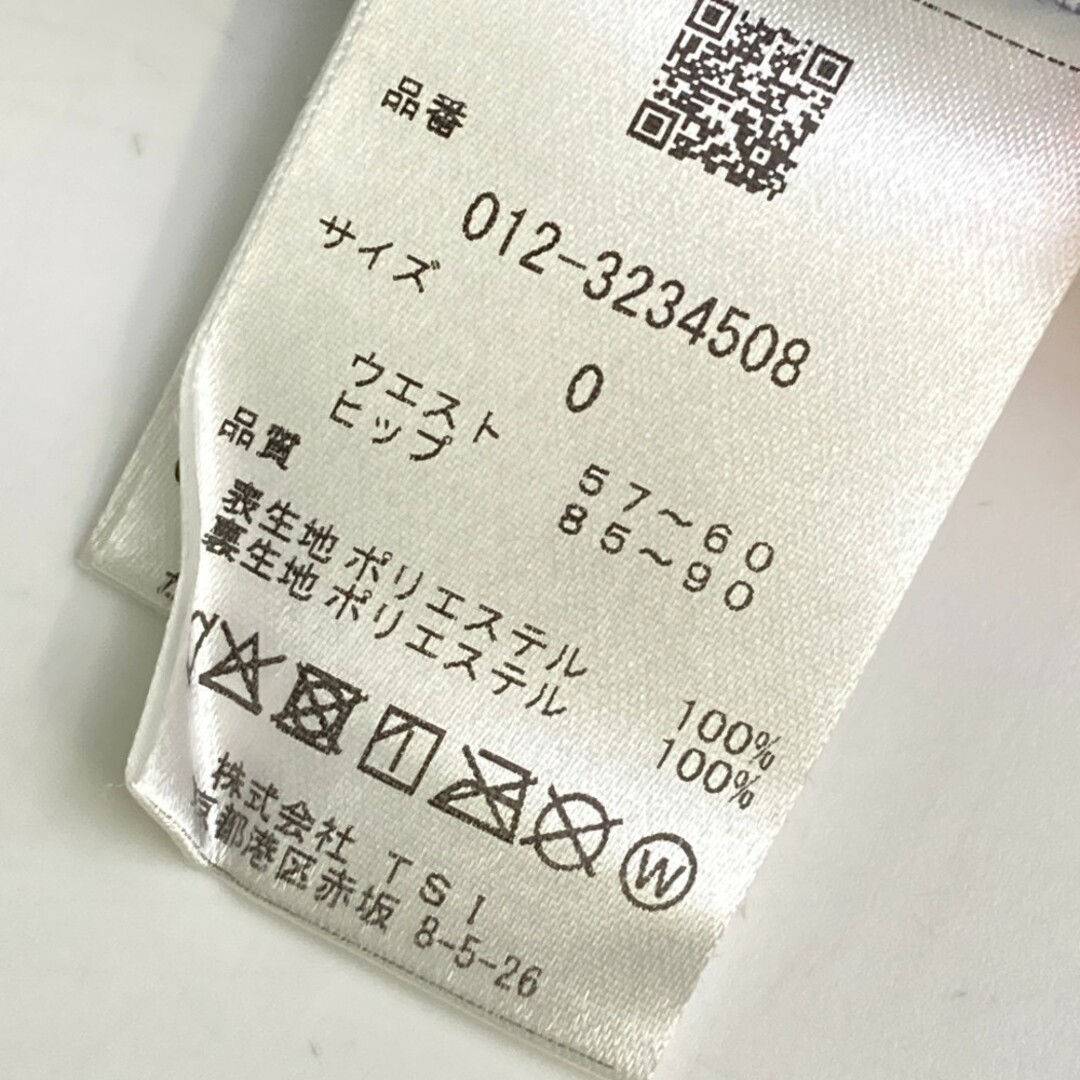 品番
012-3234508
サイズ
0
ウエスト 57～60
ヒップ 85～90
品質
表生地 ポリエステル 100%
裏生地 ポリエステル 100%
W
株式会社 TSI
京都港区赤坂 8-5-26